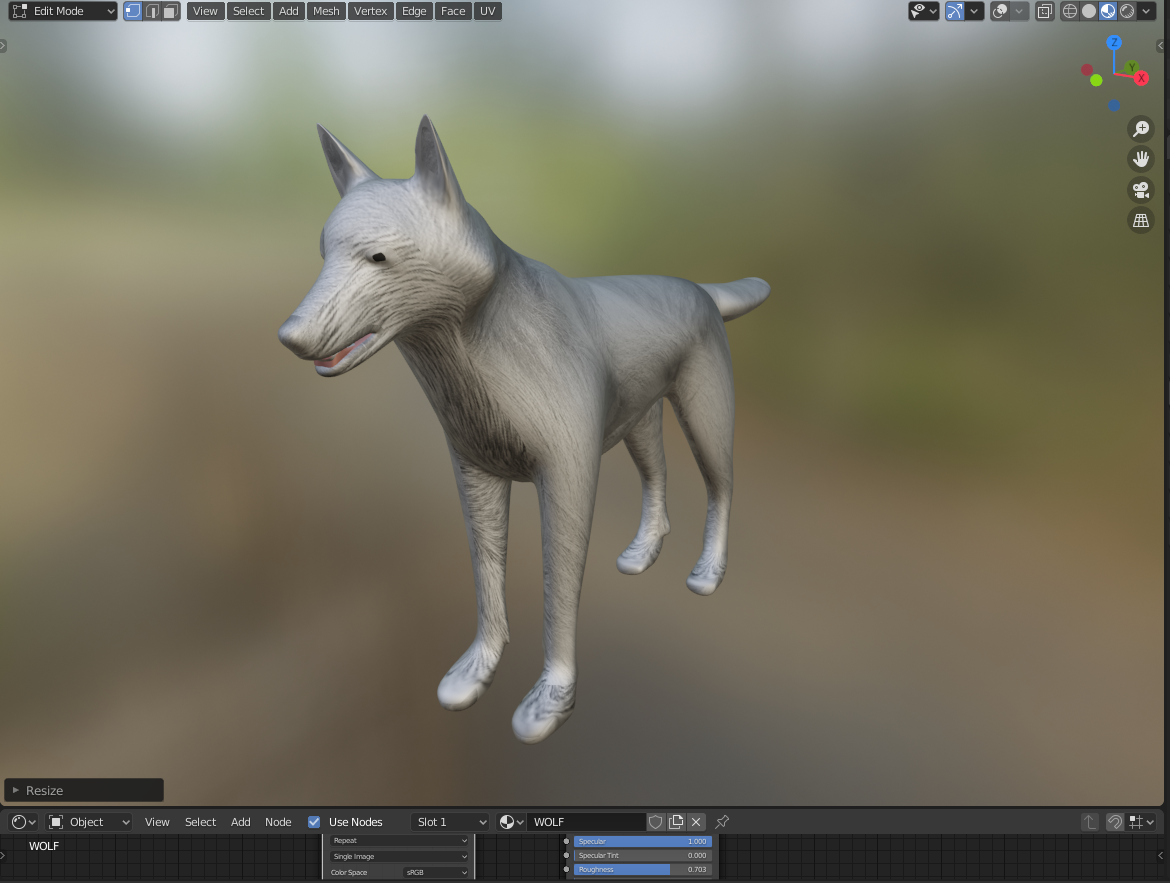 Edit Mode View Select Add Mesh Vertex Edge Face UV
Z
Y
X
Resize
Object View Select Add Node Use Nodes Slot 1 WOLF
WOLF
Repeat
Single Image
Color Space sRGB
Specular 1.000
Specular Tint 0.000
Roughness 0.703